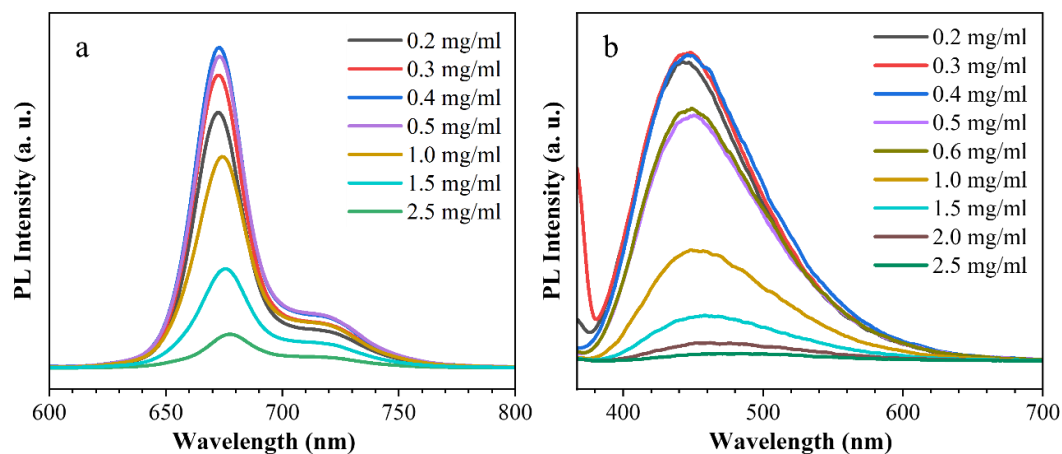 a
0.2 mg/ml
0.3 mg/ml
0.4 mg/ml
0.5 mg/ml
1.0 mg/ml
1.5 mg/ml
2.5 mg/ml
PL Intensity (a. u.)
600 650 700 750 800
Wavelength (nm)
b
0.2 mg/ml
0.3 mg/ml
0.4 mg/ml
0.5 mg/ml
0.6 mg/ml
1.0 mg/ml
1.5 mg/ml
2.0 mg/ml
2.5 mg/ml
PL Intensity (a. u.)
400 500 600 700
Wavelength (nm)